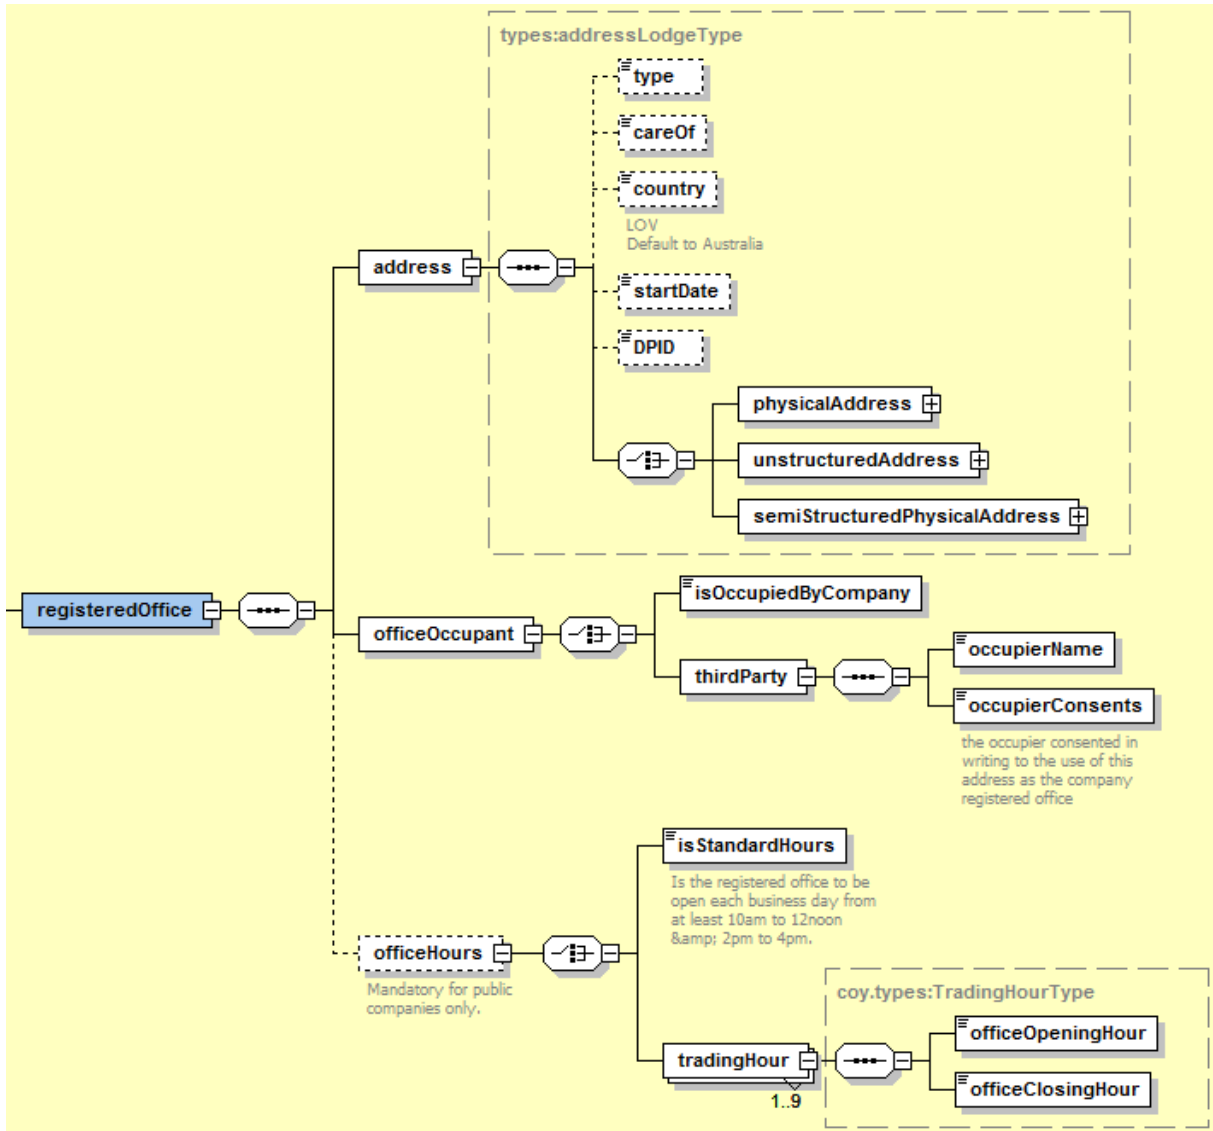 types:addressLodgeType
type
careOf
country
LOV
Default to Australia
address
startDate
DPID
physicalAddress
unstructuredAddress
semiStructuredPhysicalAddress
registeredOffice
isOccupiedByCompany
officeOccupant
occupierName
thirdParty
occupierConsents
the occupier consented in
writing to the use of this
address as the company
registered office
isStandardHours
Is the registered office to be
open each business day from
at least 10am to 12noon
&amp; 2pm to 4pm.
officeHours
Mandatory for public
companies only.
coy.types:TradingHourType
officeOpeningHour
tradingHour
1..9
officeClosingHour